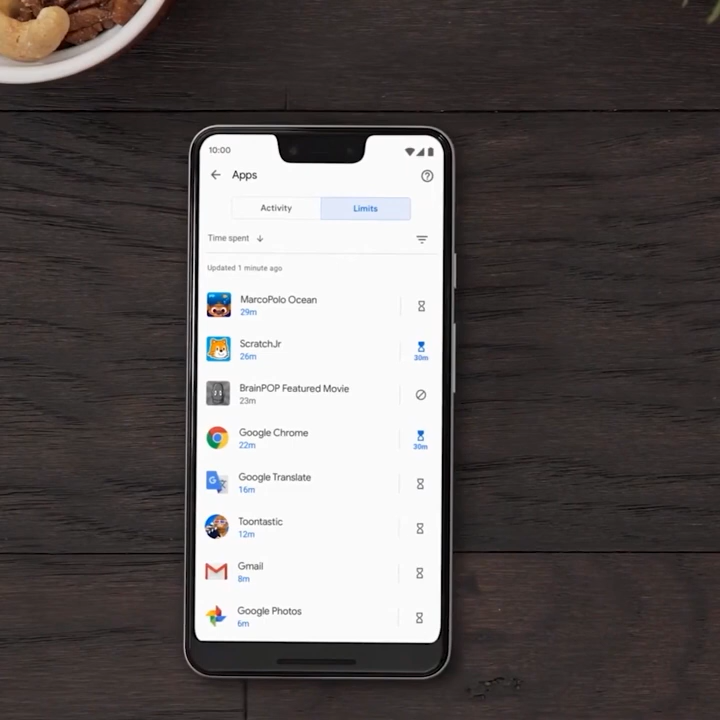 10:00
Apps
Activity
Limits
Time spent
Updated 1 minute ago
MarcoPolo Ocean
29m
ScratchJr
26m
30m
BrainPOP Featured Movie
23m
Google Chrome
22m
30m
Google Translate
16m
Toontastic
12m
Gmail
8m
Google Photos
6m